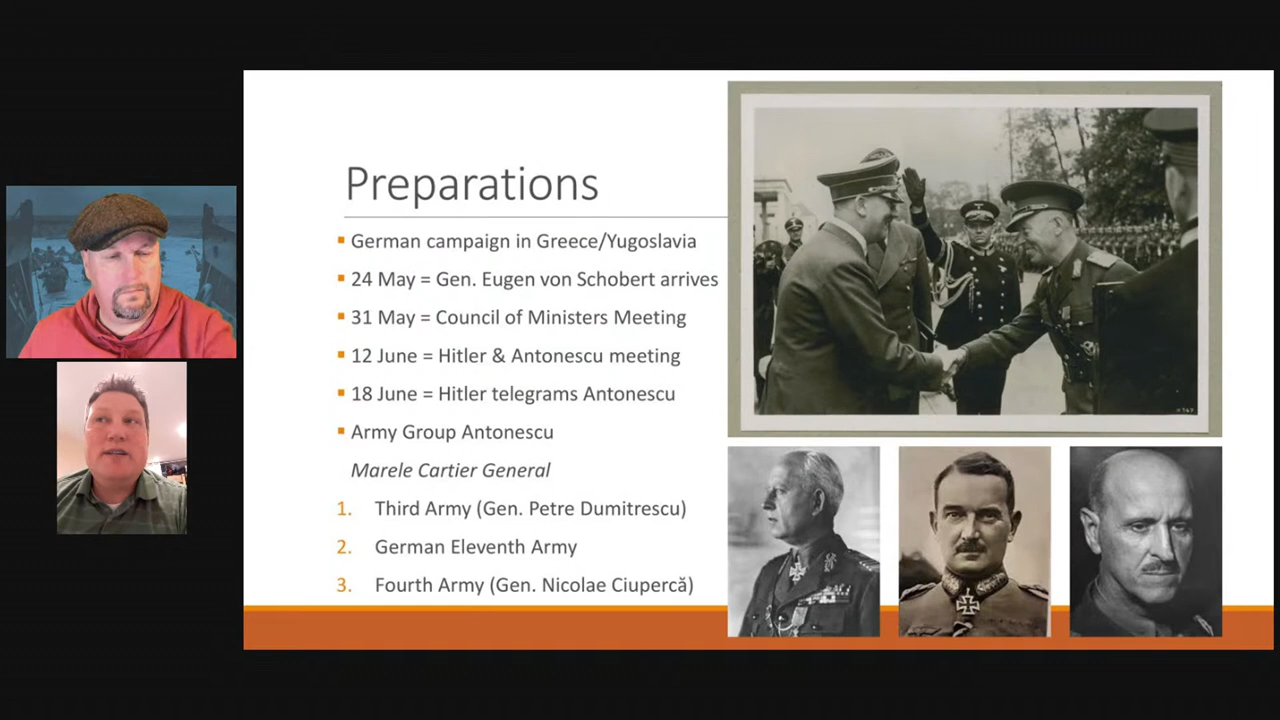 Preparations
German campaign in Greece/Yugoslavia
24 May = Gen. Eugen von Schobert arrives
31 May = Council of Ministers Meeting
12 June = Hitler & Antonescu meeting
18 June = Hitler telegrams Antonescu
Army Group Antonescu
Marele Cartier General
1. Third Army (Gen. Petre Dumitrescu)
2. German Eleventh Army
3. Fourth Army (Gen. Nicolae Ciupercă)